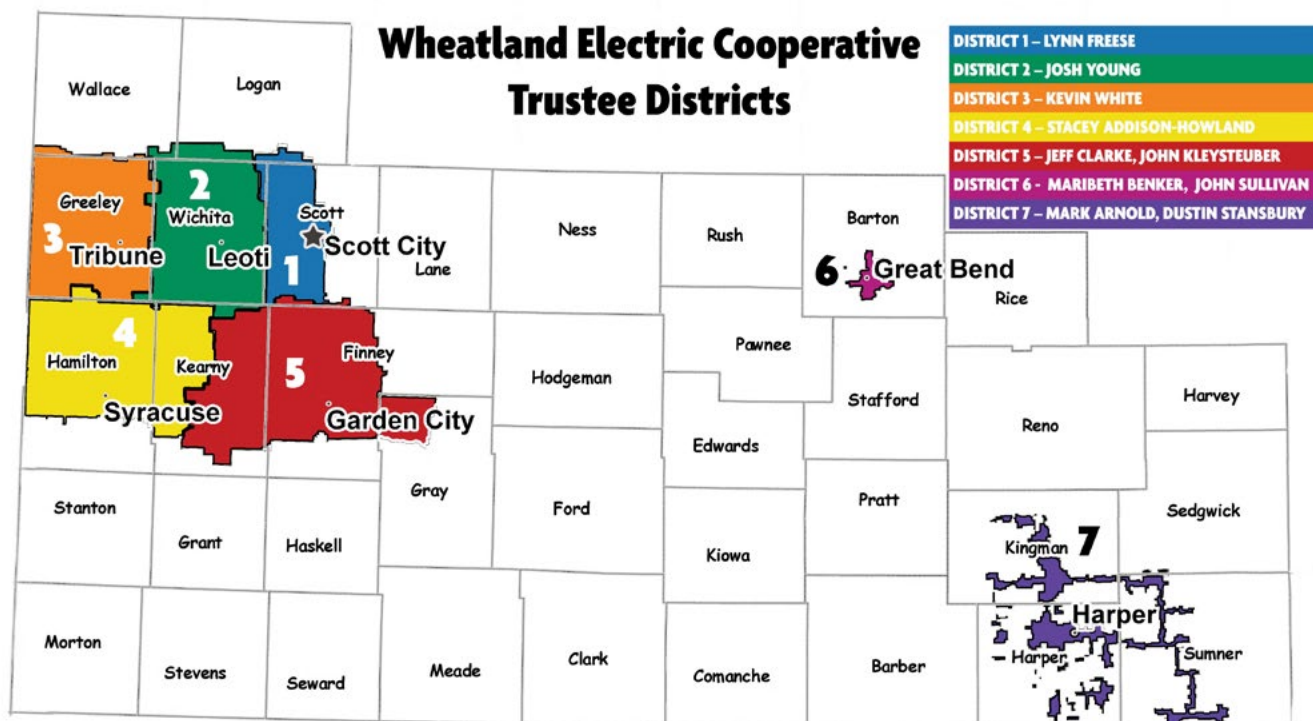 Wheatland Electric Cooperative
Trustee Districts
DISTRICT 1 – LYNN FREESE
DISTRICT 2 – JOSH YOUNG
DISTRICT 3 – KEVIN WHITE
DISTRICT 4 – STACEY ADDISON-HOWLAND
DISTRICT 5 – JEFF CLARKE, JOHN KLEYSTEUBER
DISTRICT 6 - MARIBETH BENKER, JOHN SULLIVAN
DISTRICT 7 – MARK ARNOLD, DUSTIN STANSBURY
Wallace
Logan
Greeley
3
Tribune
2
Wichita
Leoti
Scott
Scott City
1
Lane
Ness
Rush
Barton
6
Great Bend
Rice
4
Hamilton
Kearny
Syracuse
5
Finney
Garden City
Hodgeman
Pawnee
Stafford
Edwards
Reno
Harvey
Sedgwick
Stanton
Grant
Haskell
Gray
Ford
Kiowa
Pratt
Kingman
7
Harper
Harper
Sumner
Morton
Stevens
Seward
Meade
Clark
Comanche
Barber